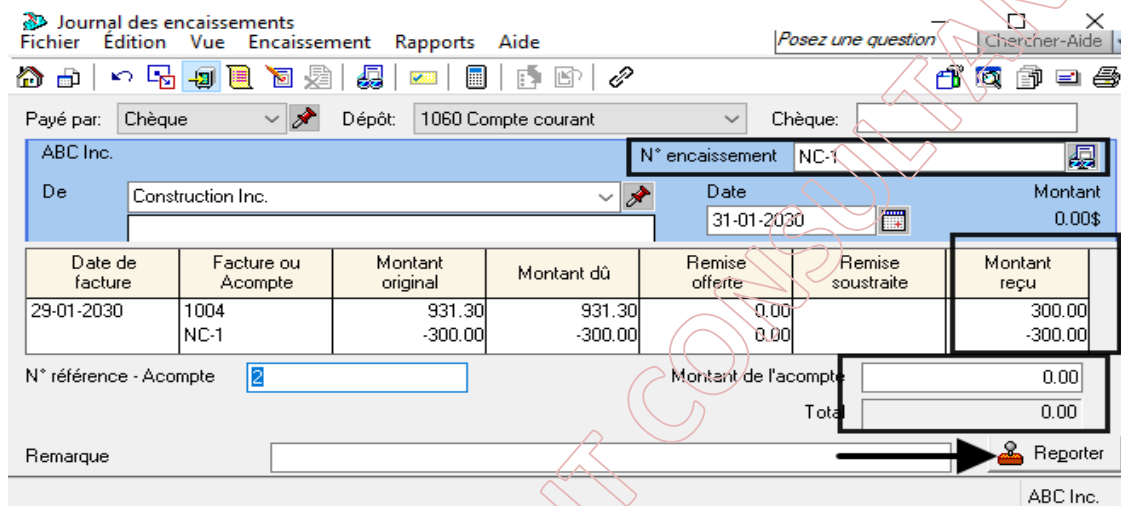 Journal des encaissements
Fichier Édition Vue Encaissement Rapports Aide Posez une question Chercher-Aide
Payé par: Chèque Dépôt: 1060 Compte courant Chèque:
ABC Inc. N° encaissement NC-1
De Construction Inc. Date Montant
31-01-2030 0.00$
Date de facture Facture ou Acompte Montant original Montant dû Remise offerte Remise soustraite Montant reçu
29-01-2030 1004 931.30 931.30 0.00 300.00
NC-1 -300.00 -300.00 0.00 -300.00
N° référence - Acompte 2 Montant de l'acompte 0.00
Total 0.00
Remarque Reporter
ABC Inc.